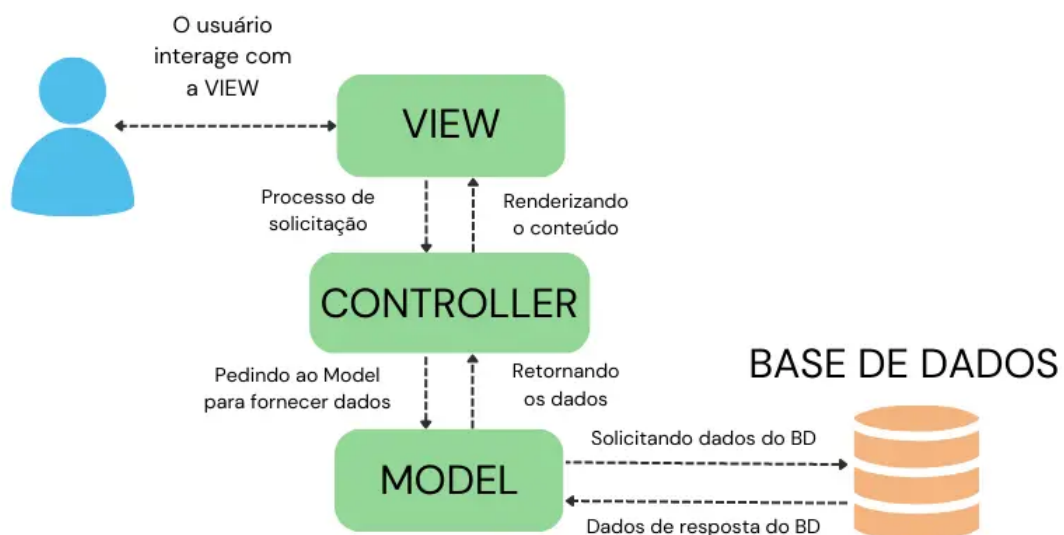 O usuário
interage com
a VIEW
VIEW
Processo de
solicitação
Renderizando
o conteúdo
CONTROLLER
Pedindo ao Model
para fornecer dados
Retornando
os dados
BASE DE DADOS
Solicitando dados do BD
MODEL
Dados de resposta do BD